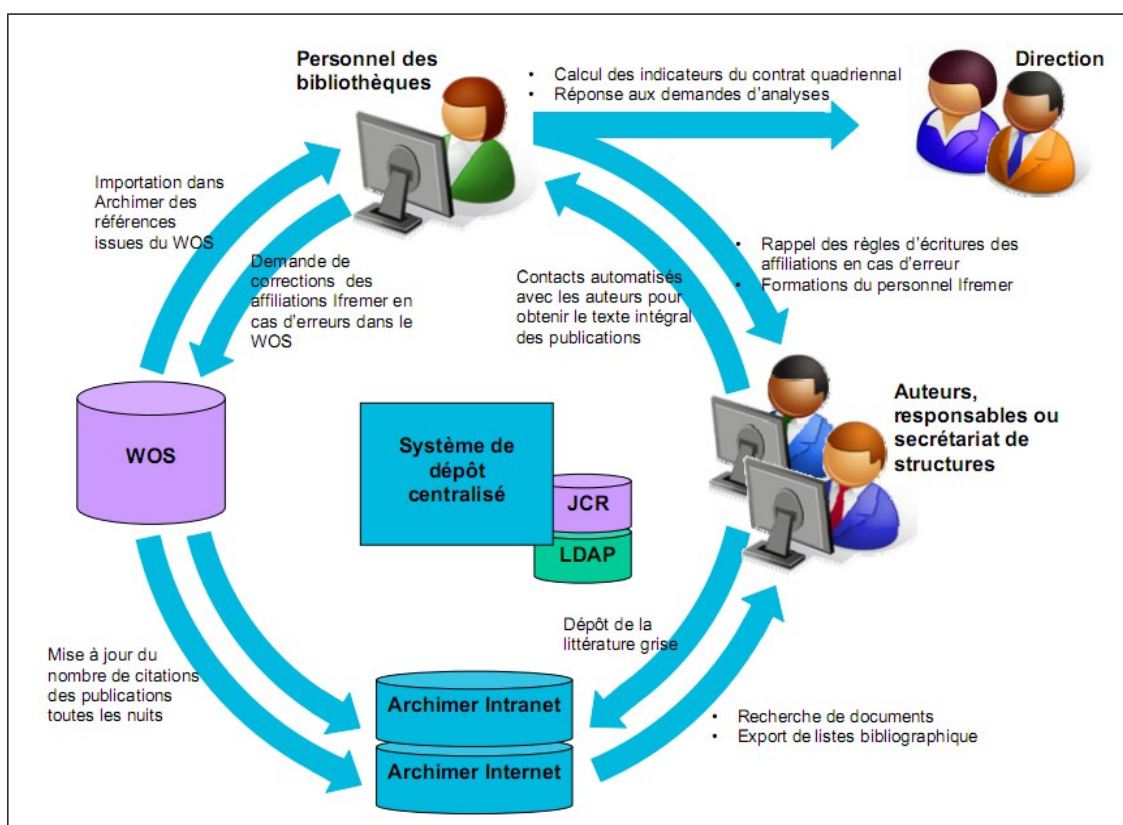 Personnel des
bibliothèques
• Calcul des indicateurs du contrat quadriennal
• Réponse aux demandes d'analyses
Direction
Importation dans
Archimer des
références
issues du WOS
Demande de
corrections des
affiliations Ifremer en
cas d'erreurs dans le
WOS
Contacts automatisés
avec les auteurs pour
obtenir le texte intégral
des publications
• Rappel des règles d'écritures des
affiliations en cas d'erreur
• Formations du personnel Ifremer
WOS
Système de
dépôt
centralisé
JCR
LDAP
Auteurs,
responsables ou
secrétariat de
structures
Mise à jour du
nombre de citations
des publications
toutes les nuits
Dépôt de la
littérature grise
Archimer Intranet
Archimer Internet
• Recherche de documents
• Export de listes bibliographique